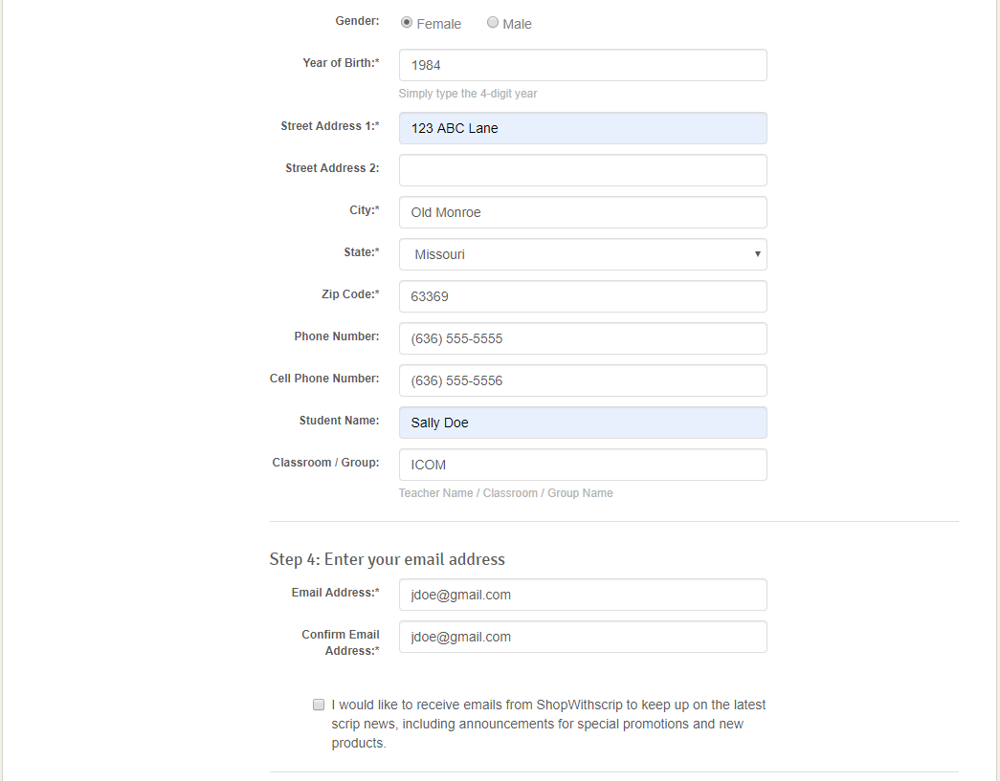 Gender: Female Male
Year of Birth:* 1984
Simply type the 4-digit year
Street Address 1:* 123 ABC Lane
Street Address 2:
City:* Old Monroe
State:* Missouri
Zip Code:* 63369
Phone Number: (636) 555-5555
Cell Phone Number: (636) 555-5556
Student Name: Sally Doe
Classroom / Group: ICOM
Teacher Name / Classroom / Group Name
Step 4: Enter your email address
Email Address:* jdoe@gmail.com
Confirm Email
Address:* jdoe@gmail.com
I would like to receive emails from ShopWithscrip to keep up on the latest
scrip news, including announcements for special promotions and new
products.